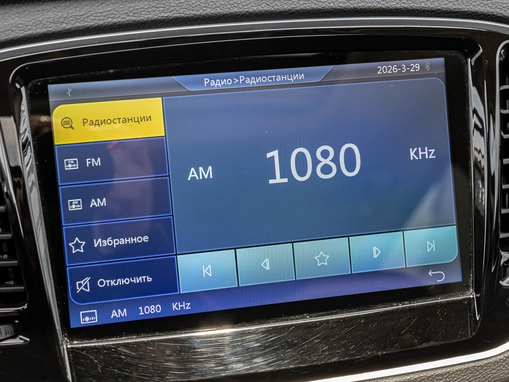 Радио>Радиостанции
2026-3-29
Радиостанции
FM
AM
Избранное
Отключить
AM 1080 KHz
AM 1080 KHz